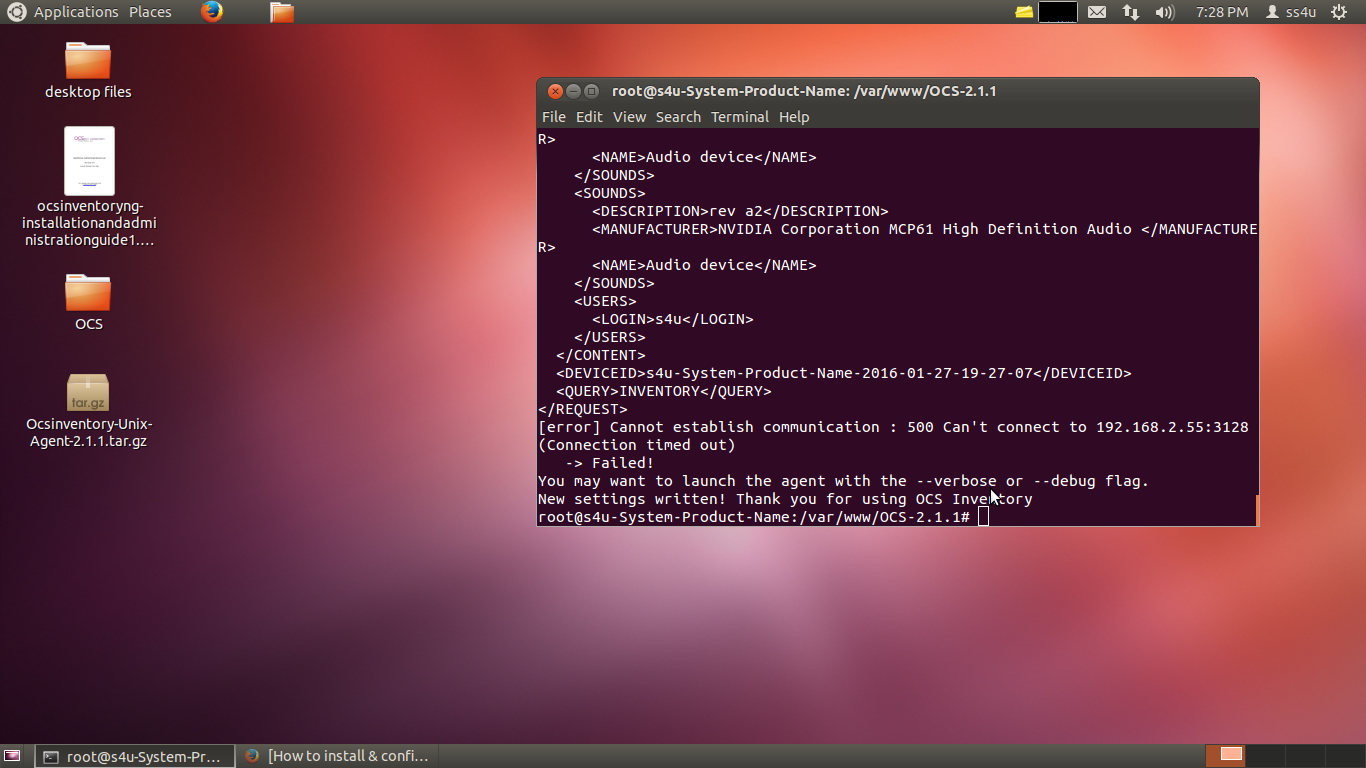 Applications Places
7:28 PM ss4u
desktop files
ocsinventoryng-
installationandadmi
nistrationguide1....
OCS
tar.gz
Ocsinventory-Unix-
Agent-2.1.1.tar.gz
root@s4u-System-Product-Name: /var/www/OCS-2.1.1
File Edit View Search Terminal Help
R>
<NAME>Audio device</NAME>
</SOUNDS>
<SOUNDS>
<DESCRIPTION>rev a2</DESCRIPTION>
<MANUFACTURER>NVIDIA Corporation MCP61 High Definition Audio </MANUFACTURE
R>
<NAME>Audio device</NAME>
</SOUNDS>
<USERS>
<LOGIN>s4u</LOGIN>
</USERS>
</CONTENT>
<DEVICEID>s4u-System-Product-Name-2016-01-27-19-27-07</DEVICEID>
<QUERY>INVENTORY</QUERY>
</REQUEST>
[error] Cannot establish communication : 500 Can't connect to 192.168.2.55:3128
(Connection timed out)
-> Failed!
You may want to launch the agent with the --verbose or --debug flag.
New settings written! Thank you for using OCS Inventory
root@s4u-System-Product-Name:/var/www/OCS-2.1.1#
root@s4u-System-Pr...
[How to install & confi...